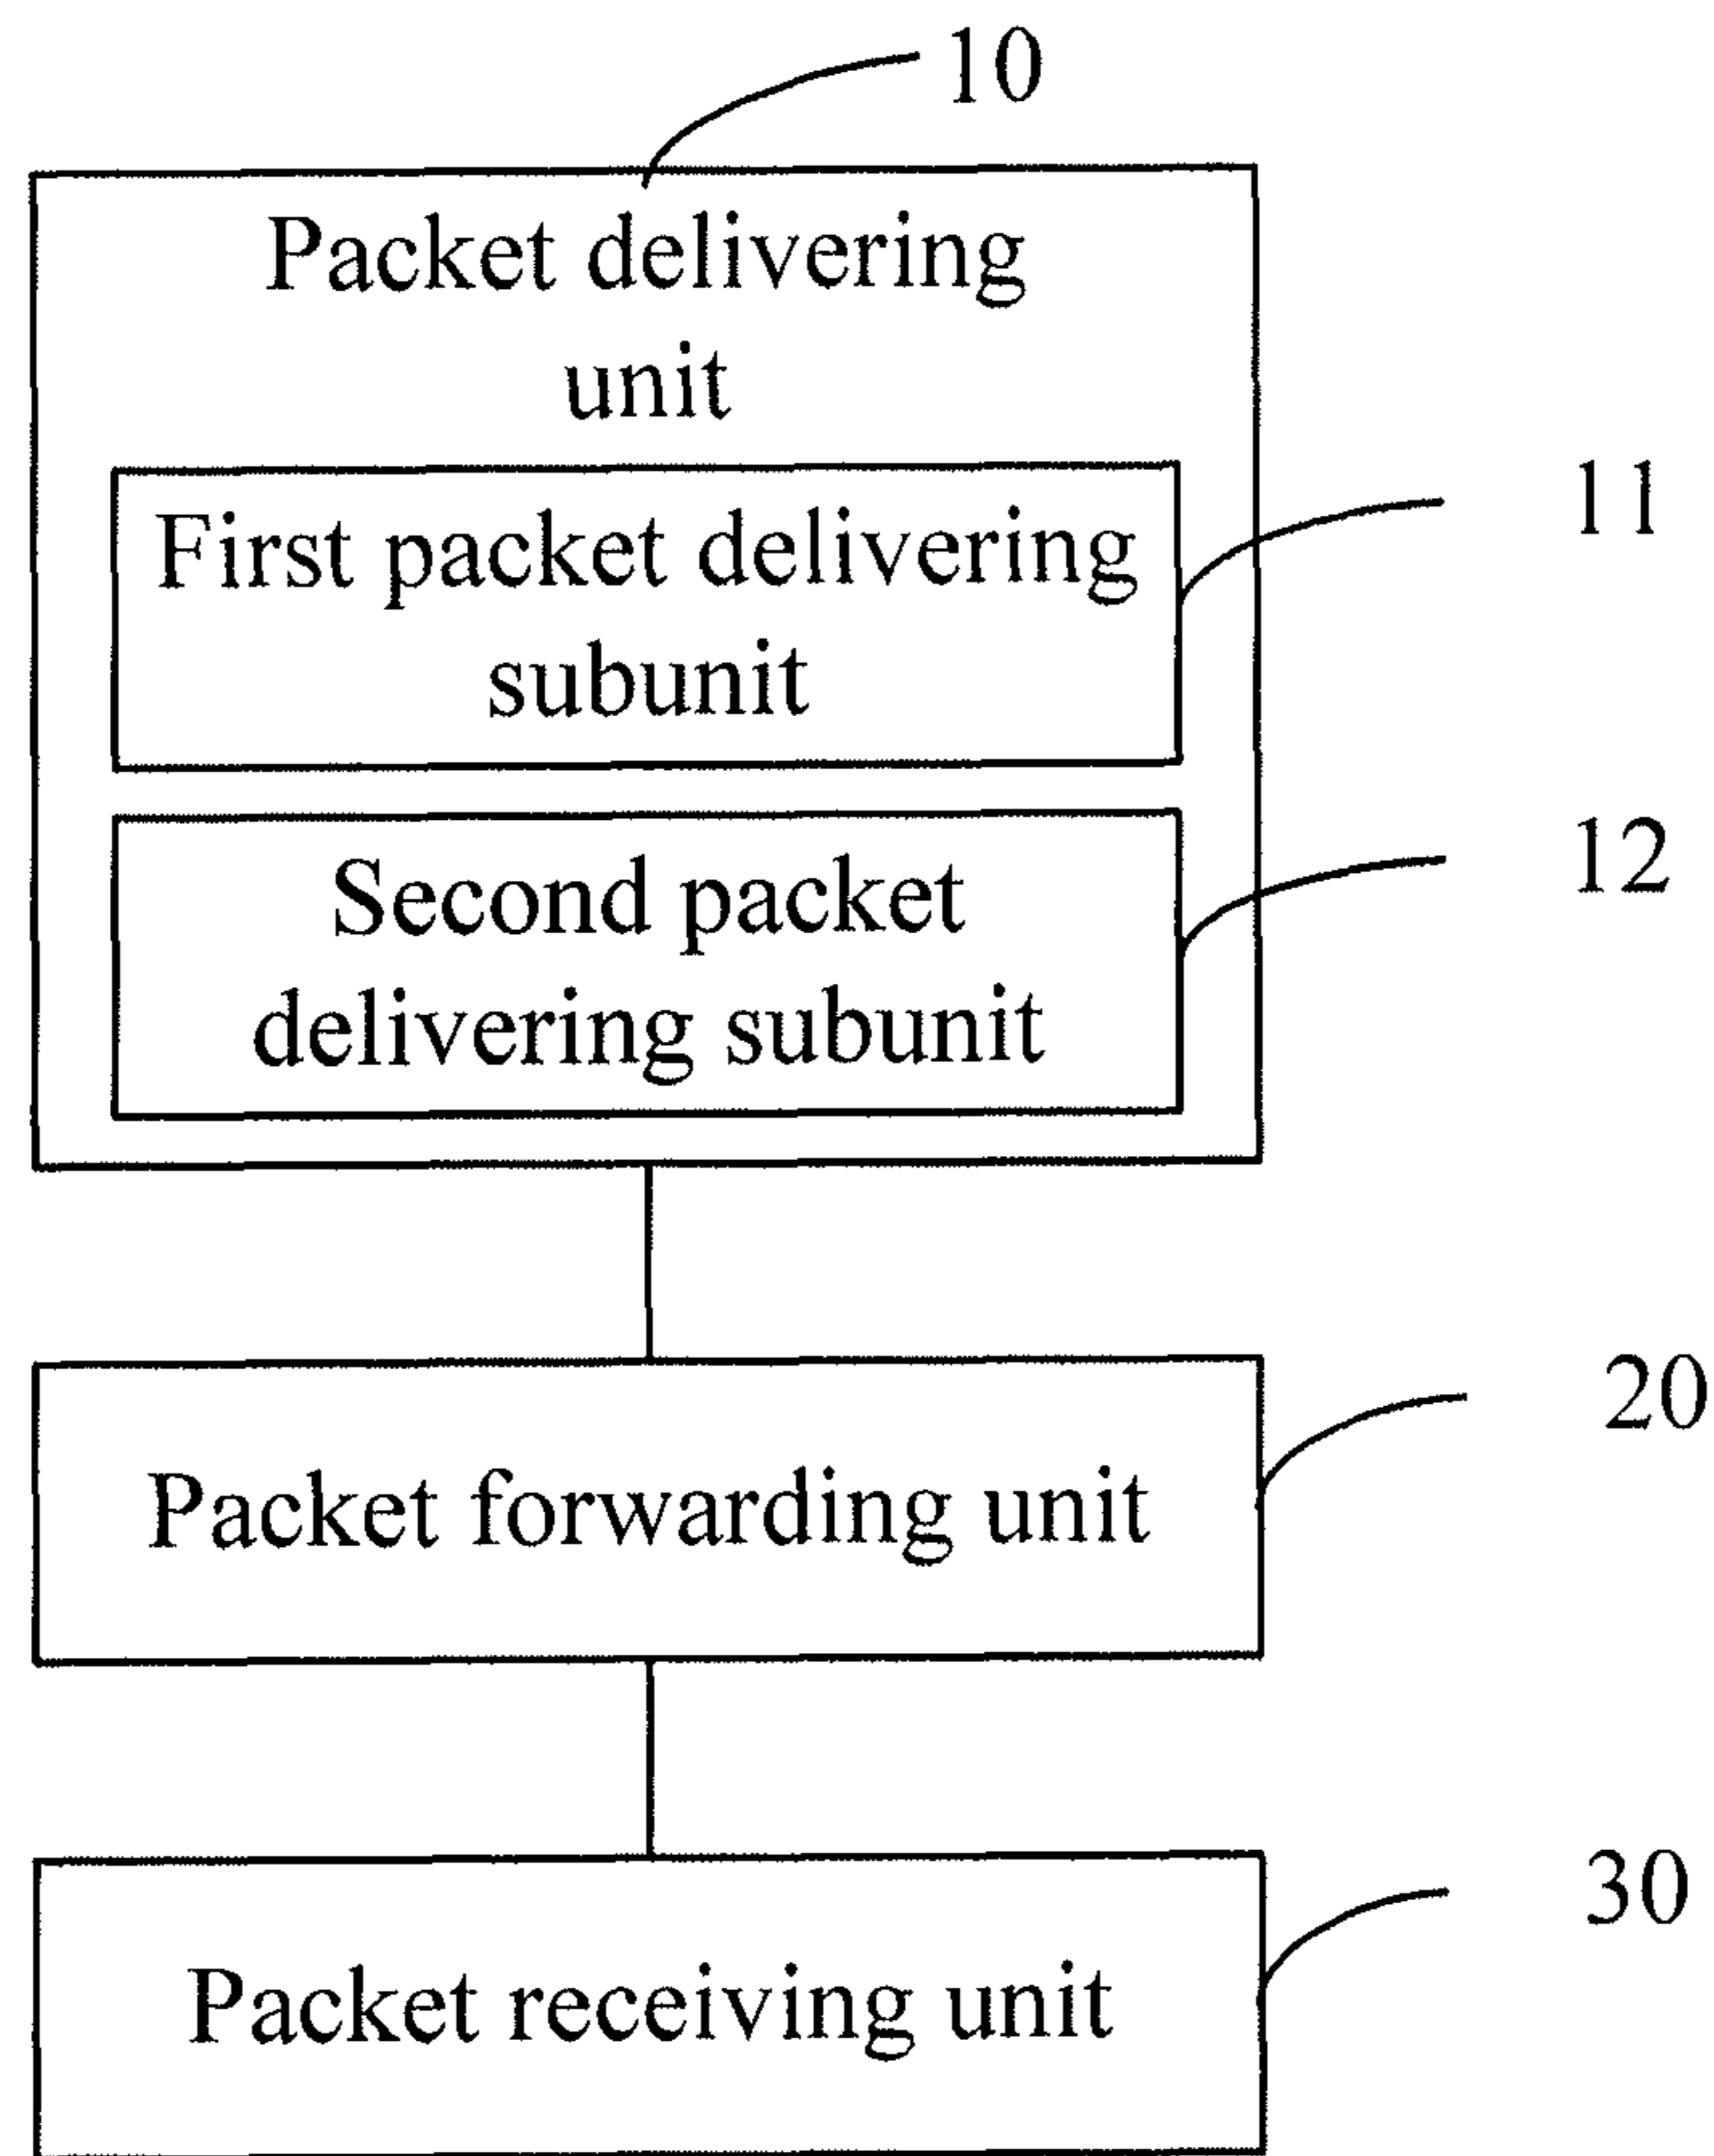 10
Packet delivering
unit
11
First packet delivering
subunit
12
Second packet
delivering subunit
20
Packet forwarding unit
30
Packet receiving unit